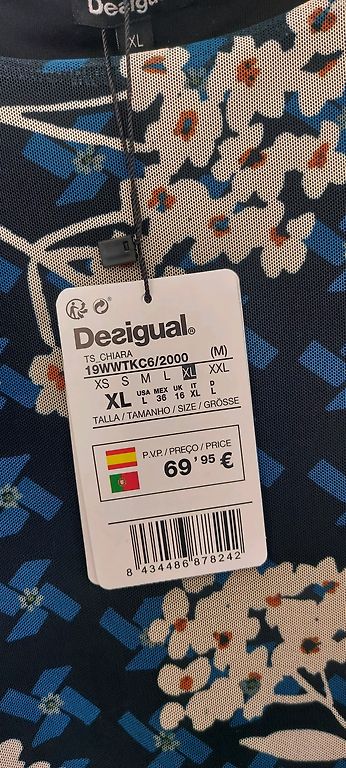 Desigual
XL
Desigual®
TS_CHIARA
19WWTKC6/2000 (M)
XS S M L XL XXL
XL USA L MEX 36 UK 16 IT XL D L
TALLA / TAMANHO / SIZE / GRÖSSE
P.V.P. / PREÇO / PRICE
69'95 €
8 434486 878242